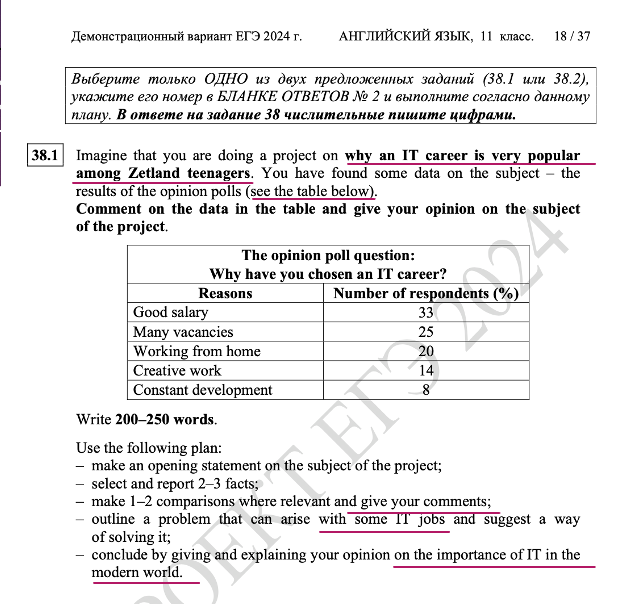 Демонстрационный вариант ЕГЭ 2024 г. АНГЛИЙСКИЙ ЯЗЫК, 11 класс. 18 / 37
Выберите только ОДНО из двух предложенных заданий (38.1 или 38.2),
укажите его номер в БЛАНКЕ ОТВЕТОВ № 2 и выполните согласно данному
плану. В ответе на задание 38 числительные пишите цифрами.
38.1 Imagine that you are doing a project on why an IT career is very popular
among Zetland teenagers. You have found some data on the subject – the
results of the opinion polls (see the table below).
Comment on the data in the table and give your opinion on the subject
of the project.
The opinion poll question:
Why have you chosen an IT career?
Reasons Number of respondents (%)
Good salary 33
Many vacancies 25
Working from home 20
Creative work 14
Constant development 8
Write 200–250 words.
Use the following plan:
– make an opening statement on the subject of the project;
– select and report 2–3 facts;
– make 1–2 comparisons where relevant and give your comments;
– outline a problem that can arise with some IT jobs and suggest a way
of solving it;
– conclude by giving and explaining your opinion on the importance of IT in the
modern world.
ПРОЕКТ ЕГЭ 2024